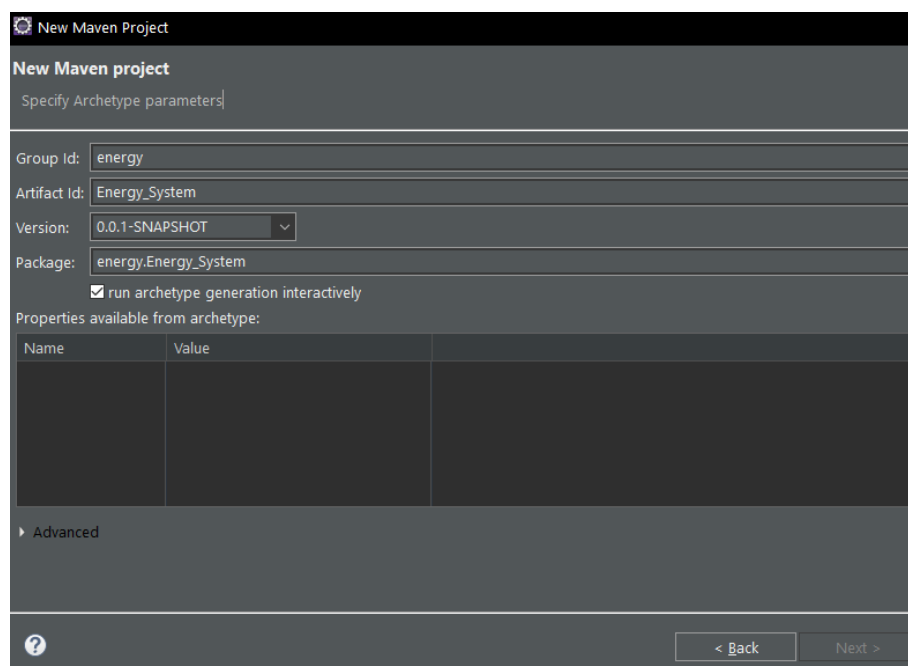 New Maven Project
New Maven project
Specify Archetype parameters
Group Id: energy
Artifact Id: Energy_System
Version: 0.0.1-SNAPSHOT
Package: energy.Energy_System
run archetype generation interactively
Properties available from archetype:
Name Value
Advanced
? < Back Next >